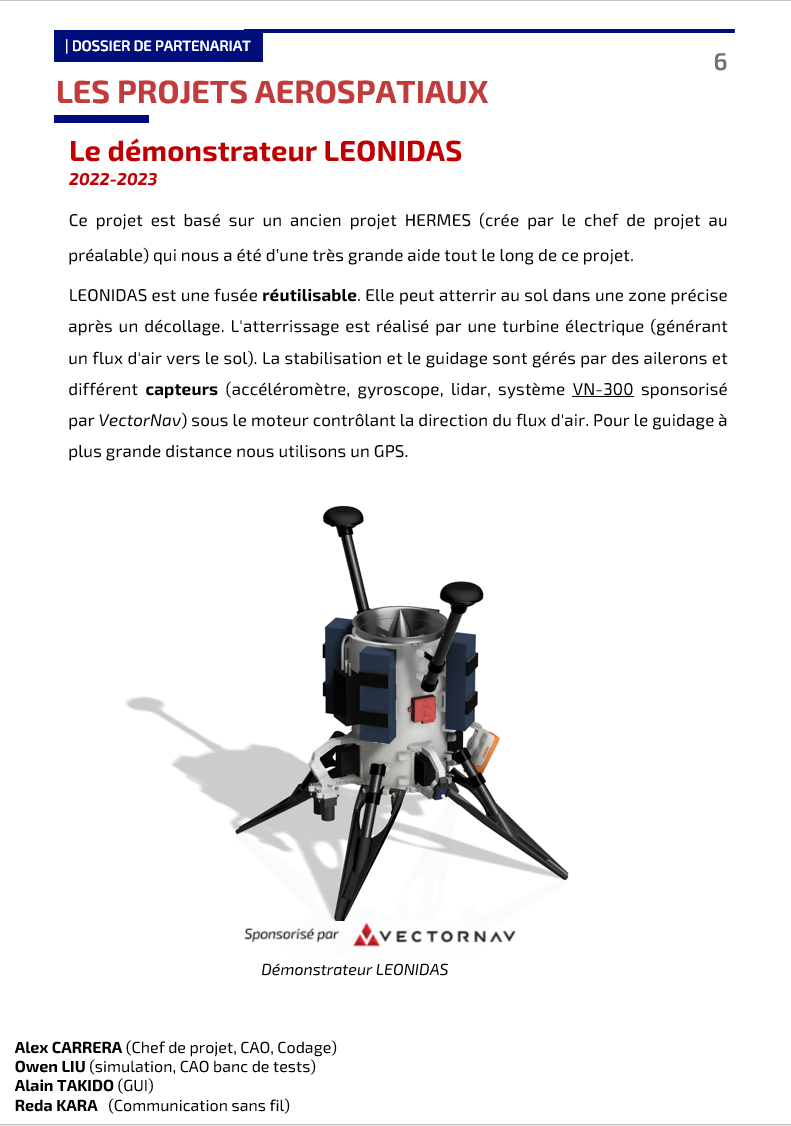 | DOSSIER DE PARTENARIAT
6
LES PROJETS AEROSPATIAUX
Le démonstrateur LEONIDAS
2022-2023
Ce projet est basé sur un ancien projet HERMES (crée par le chef de projet au
préalable) qui nous a été d'une très grande aide tout le long de ce projet.
LEONIDAS est une fusée réutilisable. Elle peut atterrir au sol dans une zone précise
après un décollage. L'atterrissage est réalisé par une turbine électrique (générant
un flux d'air vers le sol). La stabilisation et le guidage sont gérés par des ailerons et
différent capteurs (accéléromètre, gyroscope, lidar, système VN-300 sponsorisé
par VectorNav) sous le moteur contrôlant la direction du flux d'air. Pour le guidage à
plus grande distance nous utilisons un GPS.
Sponsorisé par VECTORNAV
Démonstrateur LEONIDAS
Alex CARRERA (Chef de projet, CAO, Codage)
Owen LIU (simulation, CAO banc de tests)
Alain TAKIDO (GUI)
Reda KARA (Communication sans fil)